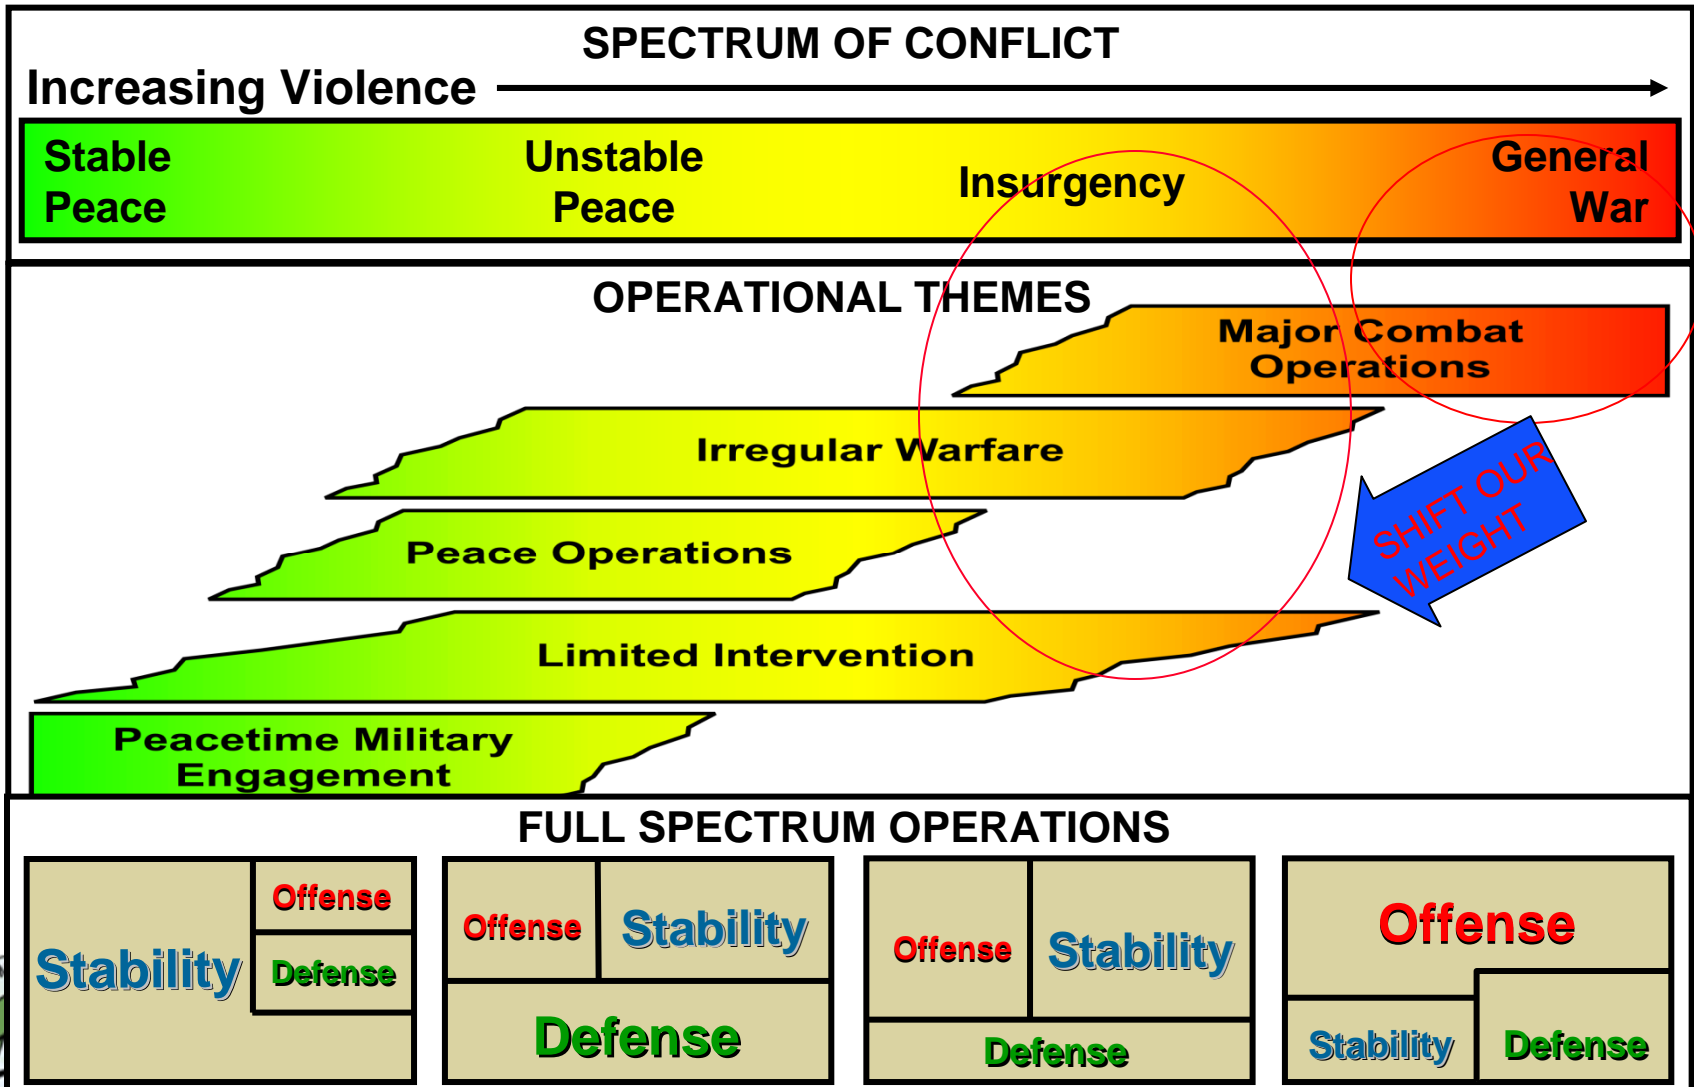 SPECTRUM OF CONFLICT
Increasing Violence
Stable
Peace
Unstable
Peace
Insurgency
General
War
OPERATIONAL THEMES
Major Combat
Operations
Irregular Warfare
SHIFT OUR
WEIGHT
Peace Operations
Limited Intervention
Peacetime Military
Engagement
FULL SPECTRUM OPERATIONS
Stability
Offense
Defense
Offense
Stability
Defense
Offense
Stability
Defense
Offense
Stability
Defense